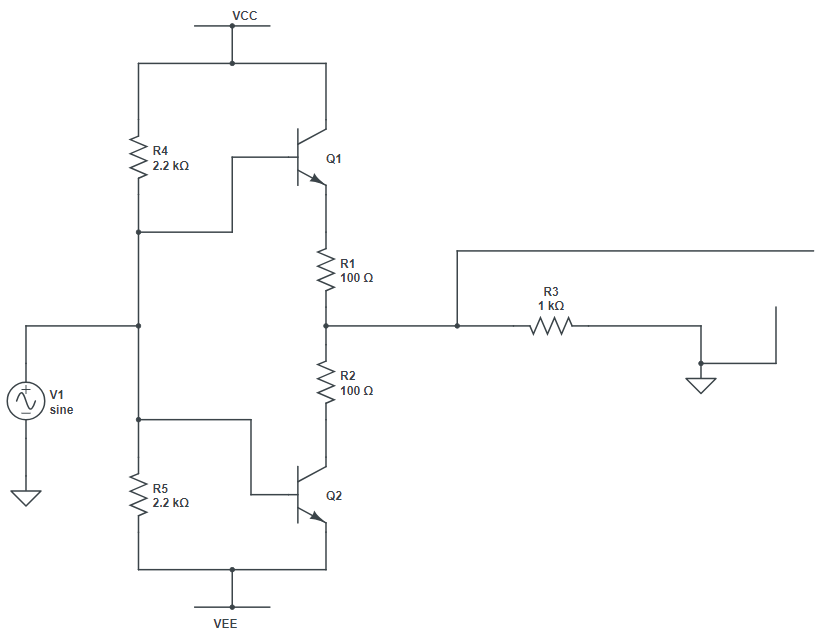 VCC
R4
2.2 kΩ
Q1
R1
100 Ω
R3
1 kΩ
R2
100 Ω
V1
sine
R5
2.2 kΩ
Q2
VEE